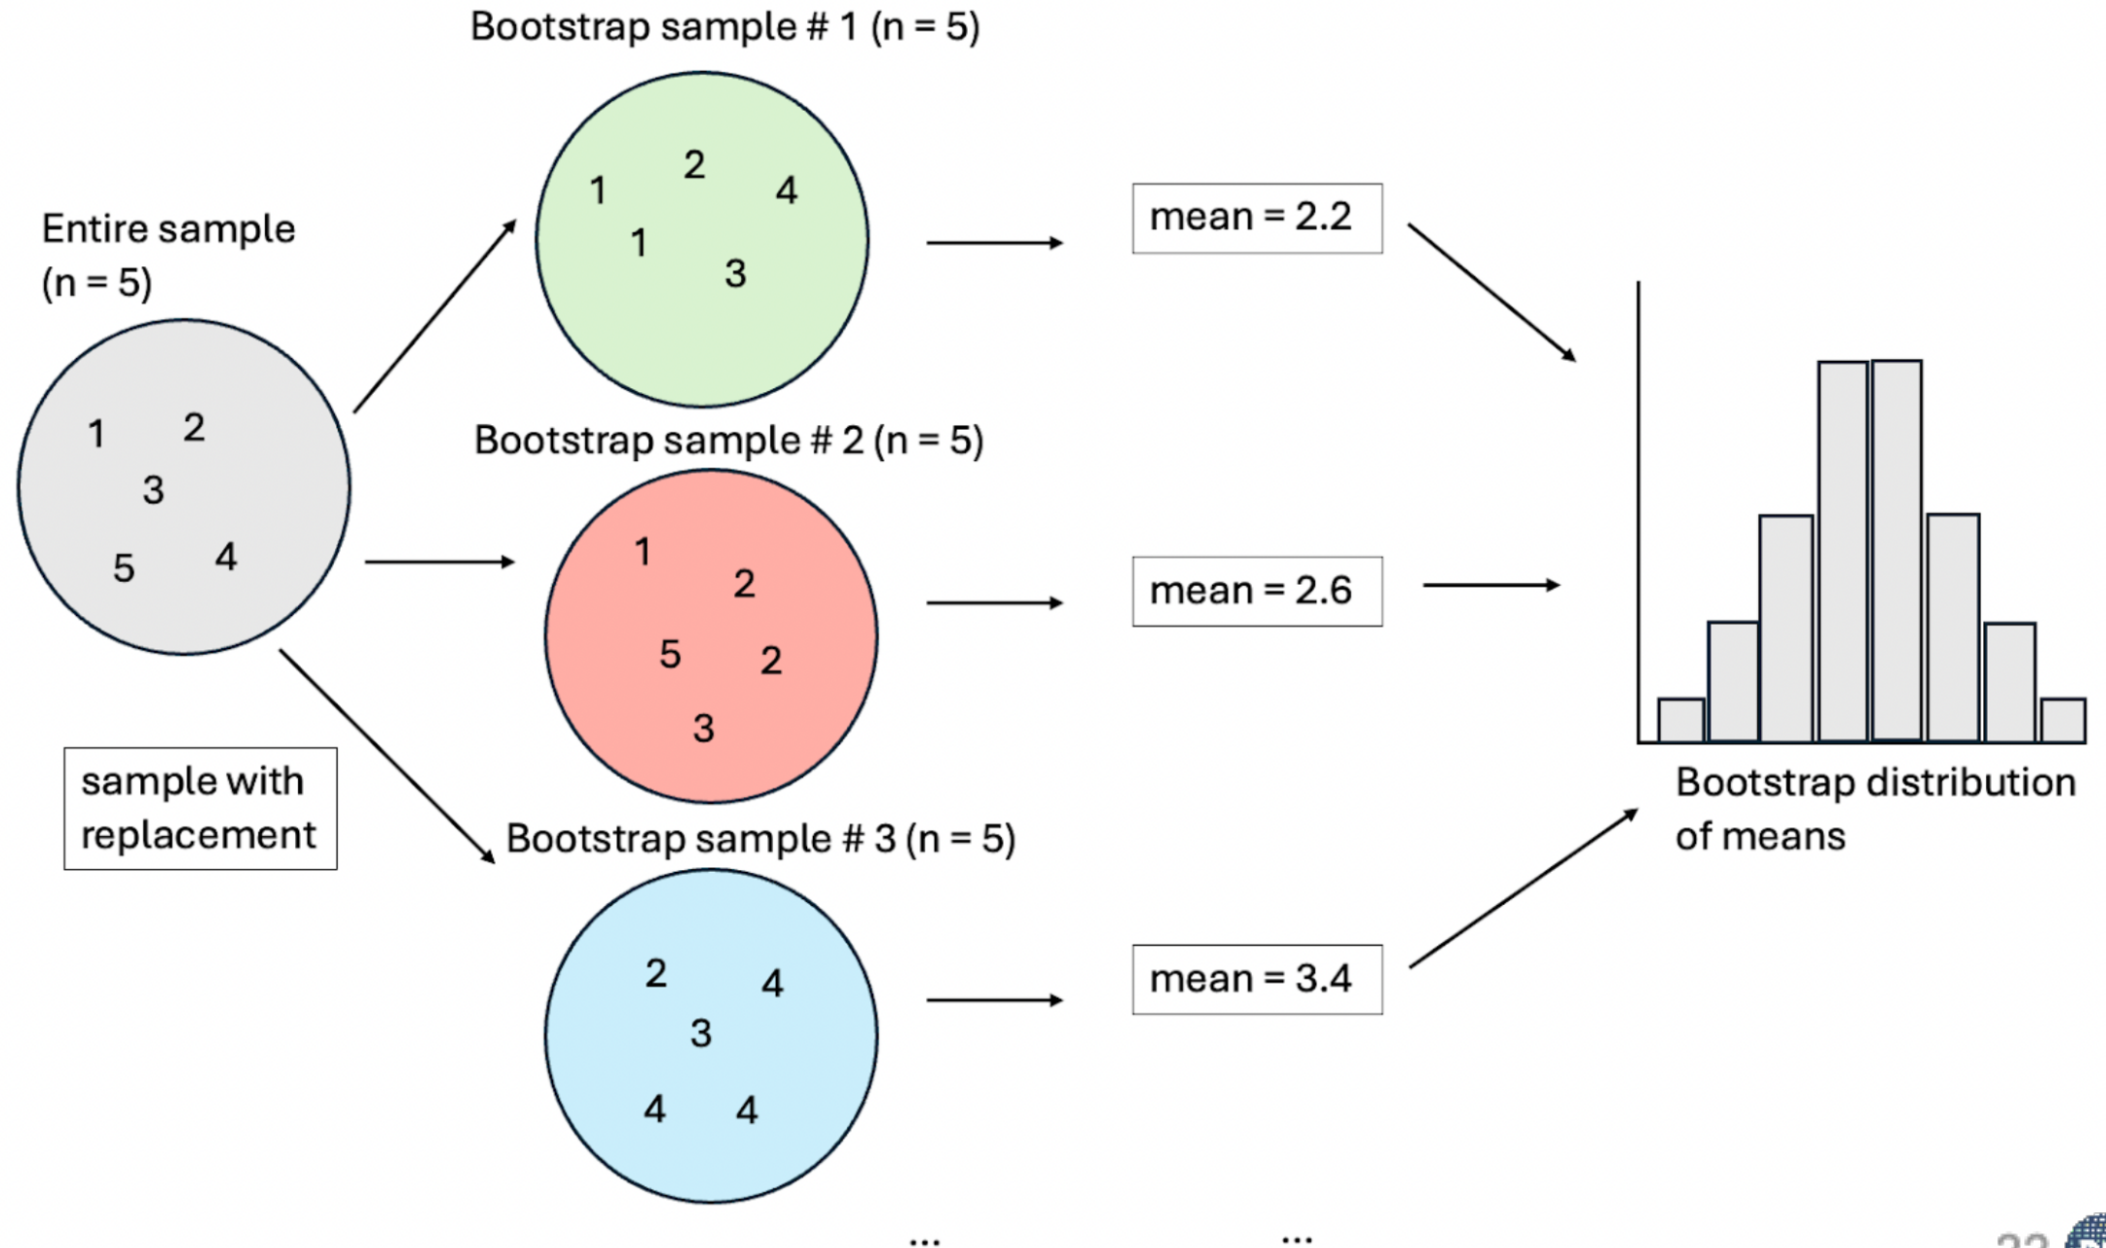 Bootstrap sample # 1 (n = 5)
1 2 4
1 3
Entire sample
(n = 5)
1 2
3
5 4
sample with
replacement
mean = 2.2
Bootstrap sample # 2 (n = 5)
1
2
5 2
3
mean = 2.6
Bootstrap sample # 3 (n = 5)
2 4
3
4 4
mean = 3.4
Bootstrap distribution
of means
... ...